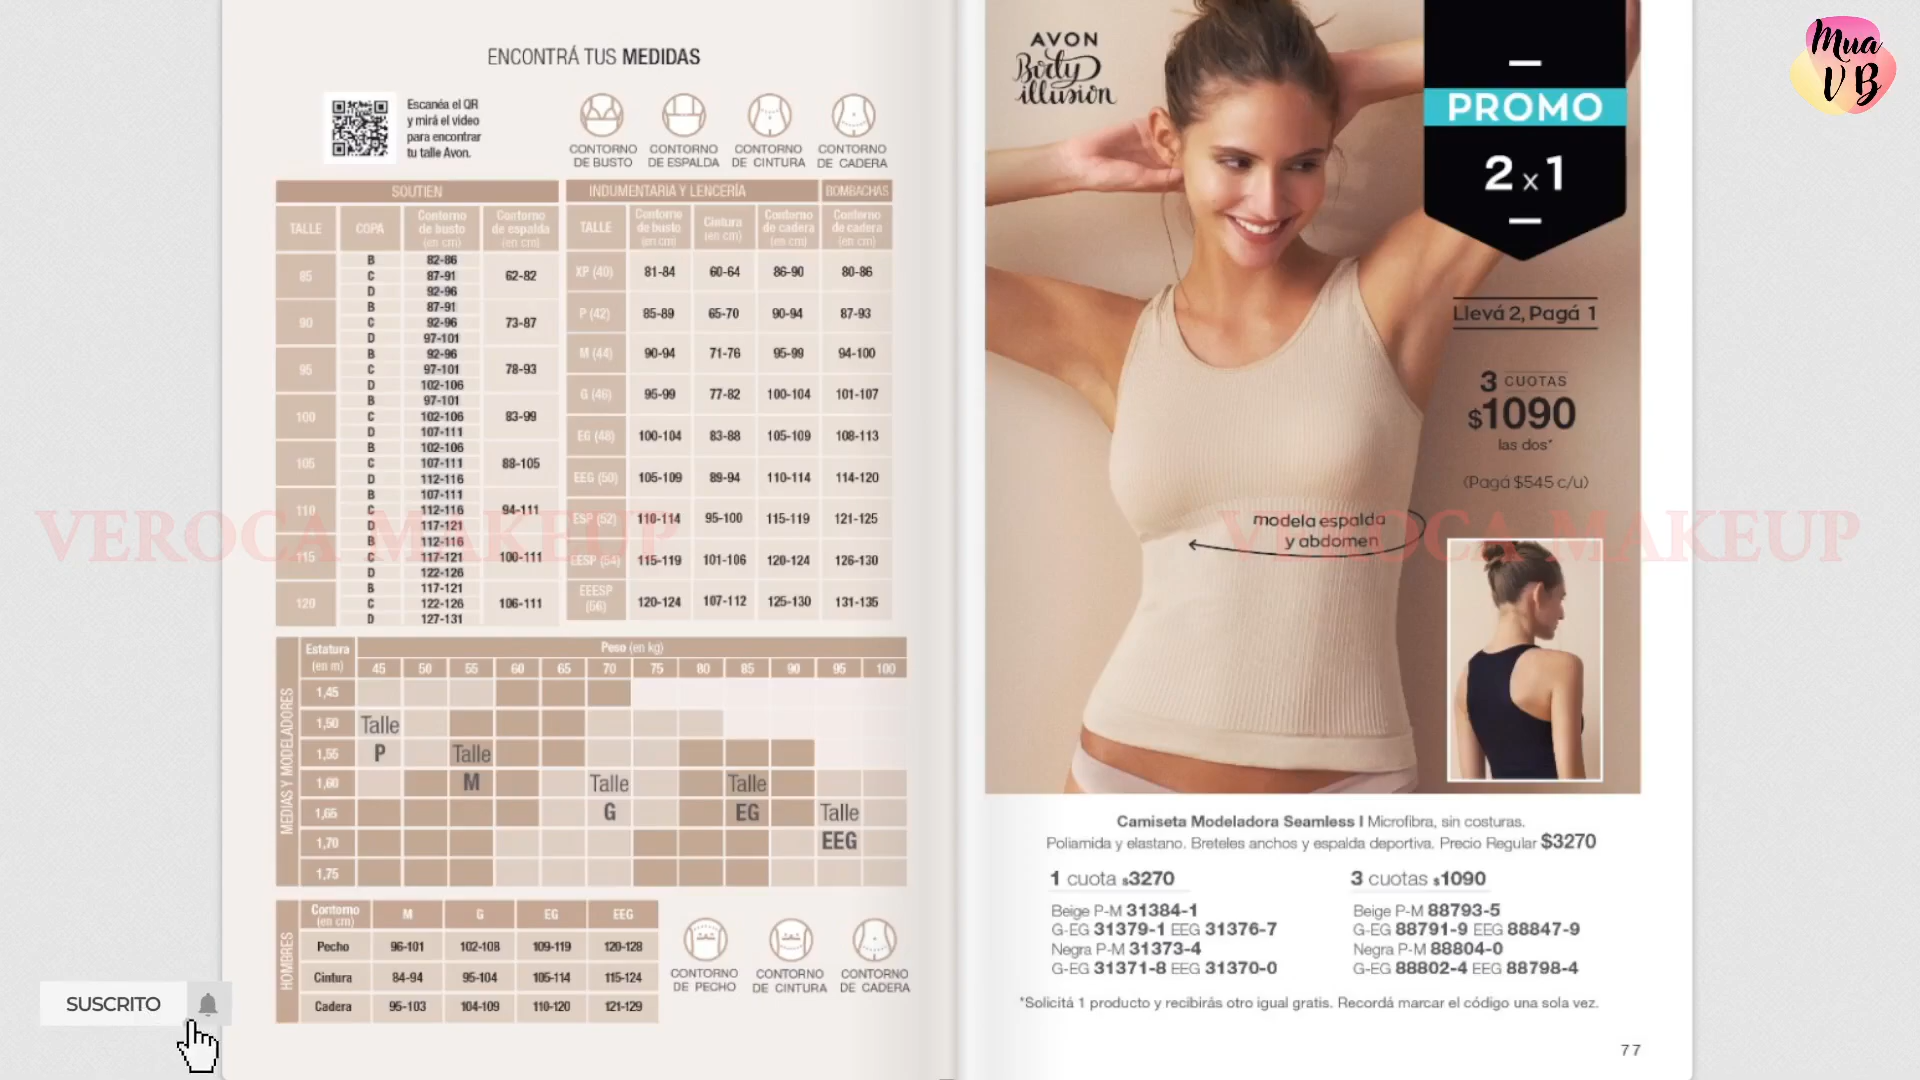 ENCONTRÁ TUS MEDIDAS
Escanéa el QR
y mirá el video
para encontrar
tu talle Avon.
CONTORNO DE BUSTO
CONTORNO DE ESPALDA
CONTORNO DE CINTURA
CONTORNO DE CADERA
SOUTIEN
TALLE COPA Contorno de busto (en cm) Contorno de espalda (en cm)
85 B 82-86 62-82
C 87-91
D 92-96
90 B 87-91 73-87
C 92-96
D 97-101
95 B 92-96 78-93
C 97-101
D 102-106
100 B 97-101 83-99
C 102-106
D 107-111
105 B 102-106 88-105
C 107-111
D 112-116
110 B 107-111 94-111
C 112-116
D 117-121
115 B 112-116 100-111
C 117-121
D 122-126
120 B 117-121 106-111
C 122-126
D 127-131
INDUMENTARIA Y LENCERÍA BOMBACHAS
TALLE Contorno de busto (en cm) Cintura (en cm) Contorno de cadera (en cm) Contorno de cadera (en cm)
XP (40) 81-84 60-64 86-90 80-86
P (42) 85-89 65-70 90-94 87-93
M (44) 90-94 71-76 95-99 94-100
G (46) 95-99 77-82 100-104 101-107
EG (48) 100-104 83-88 105-109 108-113
EEG (50) 105-109 89-94 110-114 114-120
ESP (52) 110-114 95-100 115-119 121-125
EESP (54) 115-119 101-106 120-124 126-130
EEESP (56) 120-124 107-112 125-130 131-135
MEDIAS Y MODELADORES
Estatura (en m) Peso (en kg)
45 50 55 60 65 70 75 80 85 90 95 100
1,45
1,50
1,55
1,60
1,65
1,70
1,75
Talle P
Talle M
Talle G
Talle EG
Talle EEG
HOMBRES
Contorno (en cm) M G EG EEG
Pecho 96-101 102-108 109-119 120-128
Cintura 84-94 95-104 105-114 115-124
Cadera 95-103 104-109 110-120 121-129
CONTORNO DE PECHO
CONTORNO DE CINTURA
CONTORNO DE CADERA
SUSCRITO
VEROCA MAKEUP
AVON
Body
illusion
PROMO
2x1
Llevá 2, Pagá 1
3 CUOTAS
$1090
las dos*
(Pagá $545 c/u)
modela espalda
y abdomen
VEROCA MAKEUP
Camiseta Modeladora Seamless I Microfibra, sin costuras.
Poliamida y elastano. Breteles anchos y espalda deportiva. Precio Regular $3270
1 cuota $3270
Beige P-M 31384-1
G-EG 31379-1 EEG 31376-7
Negra P-M 31373-4
G-EG 31371-8 EEG 31370-0
3 cuotas $1090
Beige P-M 88793-5
G-EG 88791-9 EEG 88847-9
Negra P-M 88804-0
G-EG 88802-4 EEG 88798-4
*Solicitá 1 producto y recibirás otro igual gratis. Recordá marcar el código una sola vez.
77
Mua
VB